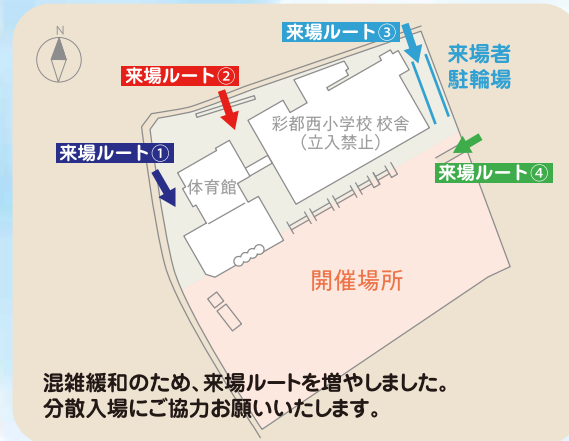 N
来場ルート③
来場者
駐輪場
来場ルート②
彩都西小学校 校舎
（立入禁止）
来場ルート①
体育館
来場ルート④
開催場所
混雑緩和のため、来場ルートを増やしました。
分散入場にご協力お願いいたします。